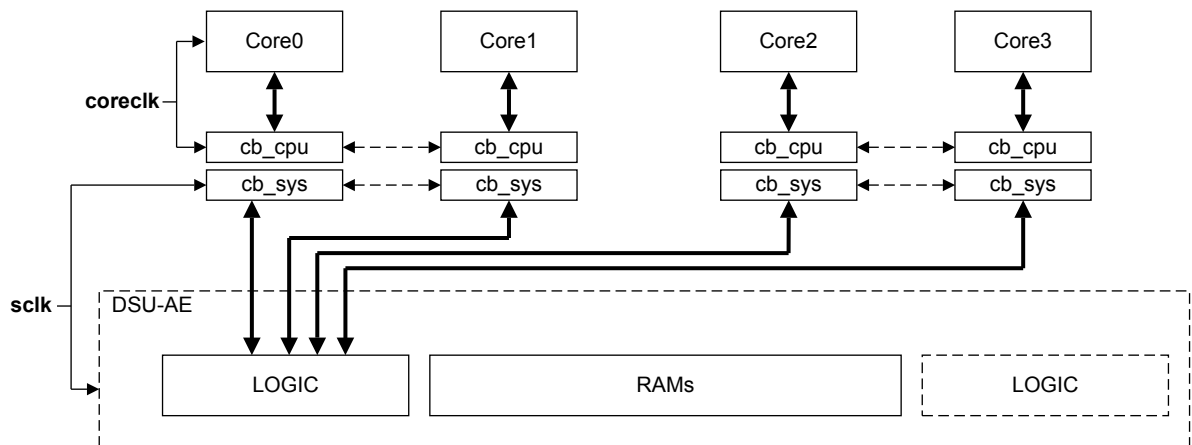 Core0
Core1
Core2
Core3
coreclk
cb_cpu
cb_cpu
cb_cpu
cb_cpu
cb_sys
cb_sys
cb_sys
cb_sys
sclk
DSU-AE
LOGIC
RAMs
LOGIC